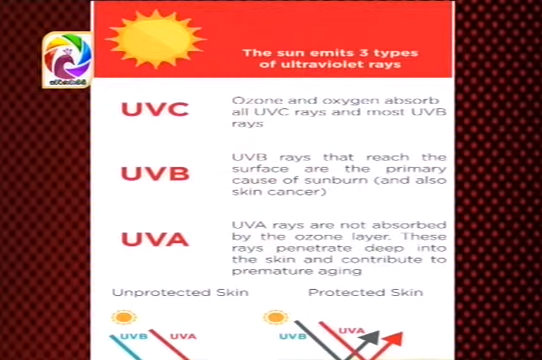 The sun emits 3 types
of ultraviolet rays
UVC
Ozone and oxygen absorb
all UVC rays and most UVB
rays
UVB
UVB rays that reach the
surface are the primary
cause of sunburn (and also
skin cancer)
UVA
UVA rays are not absorbed
by the ozone layer. These
rays penetrate deep into
the skin and contribute to
premature aging
Unprotected Skin
Protected Skin
UVB
UVA
UVB
UVA